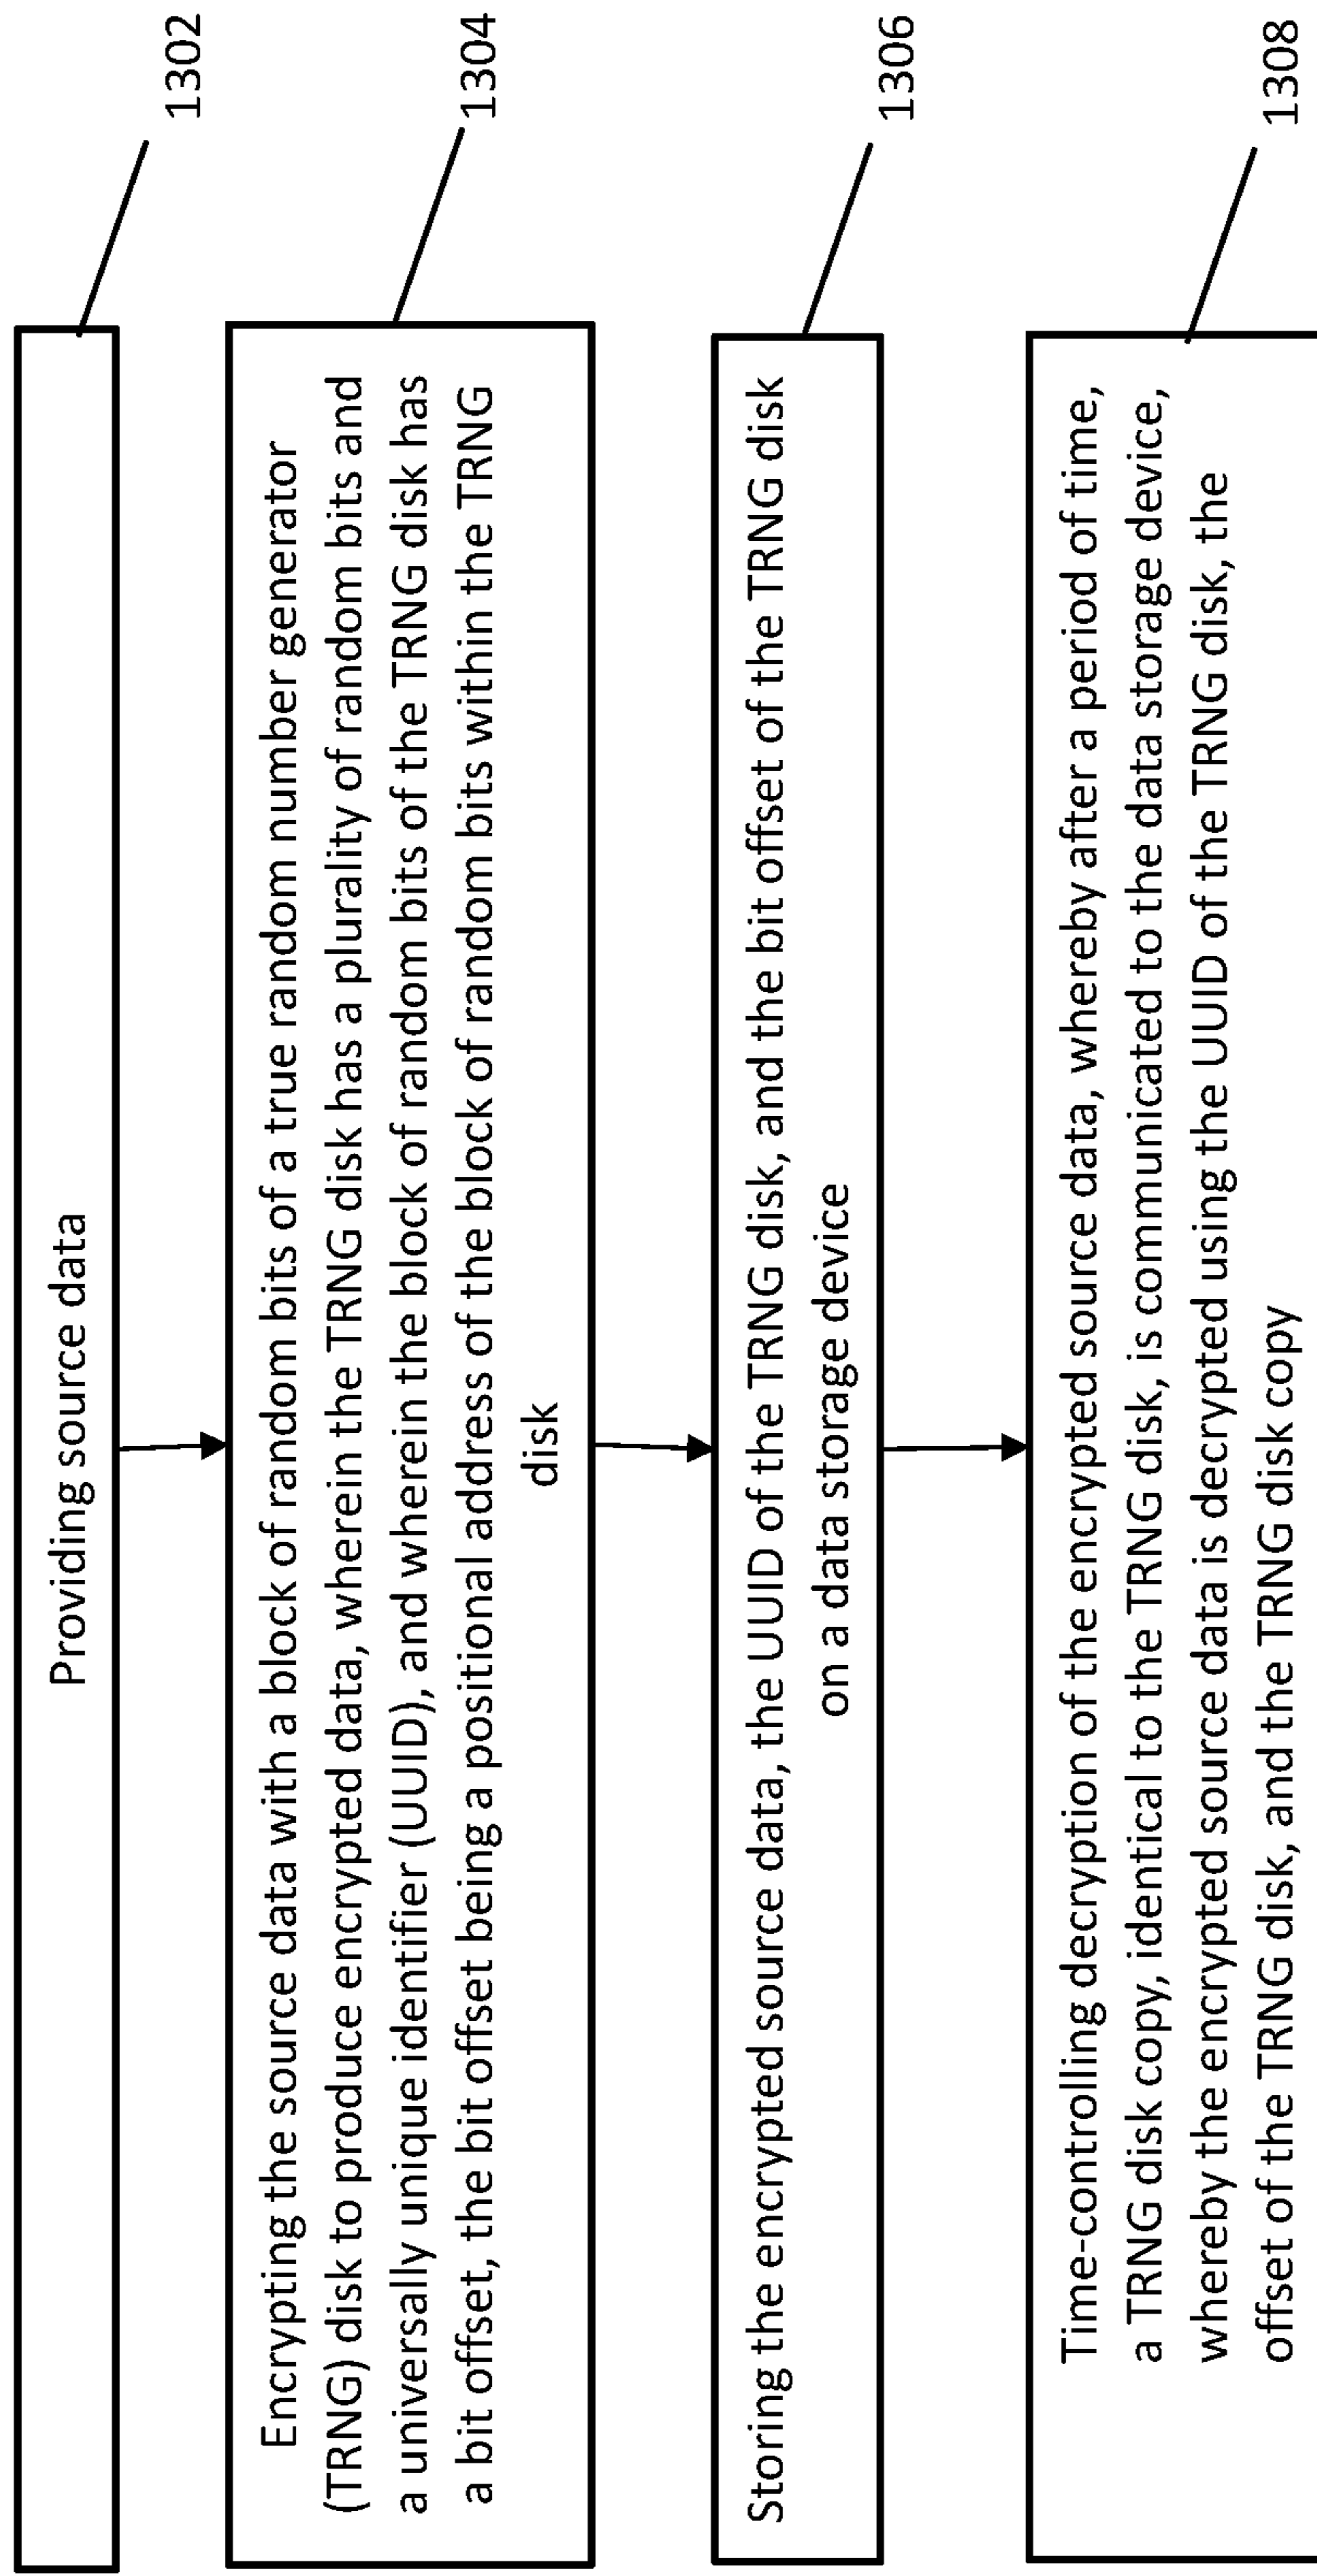 Providing source data
1302
Encrypting the source data with a block of random bits of a true random number generator
(TRNG) disk to produce encrypted data, wherein the TRNG disk has a plurality of random bits and
a universally unique identifier (UUID), and wherein the block of random bits of the TRNG disk has
a bit offset, the bit offset being a positional address of the block of random bits within the TRNG
disk
1304
Storing the encrypted source data, the UUID of the TRNG disk, and the bit offset of the TRNG disk
on a data storage device
1306
Time-controlling decryption of the encrypted source data, whereby after a period of time,
a TRNG disk copy, identical to the TRNG disk, is communicated to the data storage device,
whereby the encrypted source data is decrypted using the UUID of the TRNG disk, the
offset of the TRNG disk, and the TRNG disk copy
1308